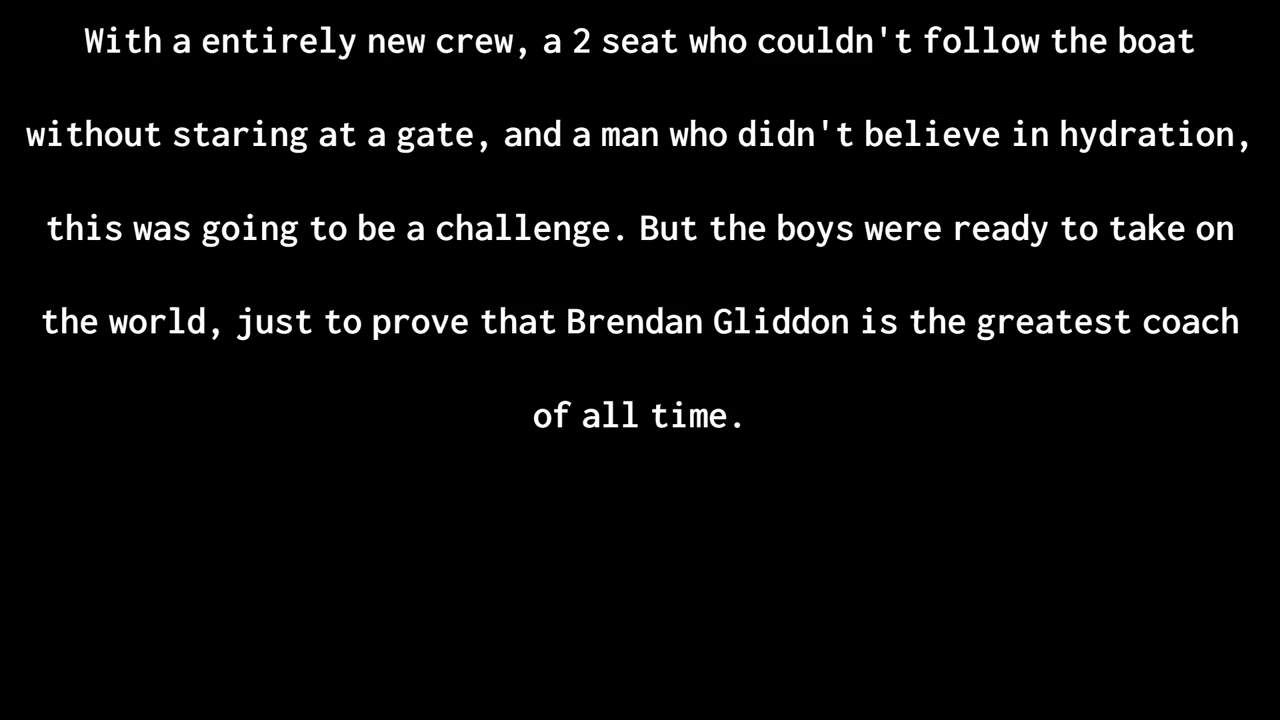 With a entirely new crew, a 2 seat who couldn't follow the boat
without staring at a gate, and a man who didn't believe in hydration,
this was going to be a challenge. But the boys were ready to take on
the world, just to prove that Brendan Gliddon is the greatest coach
of all time.